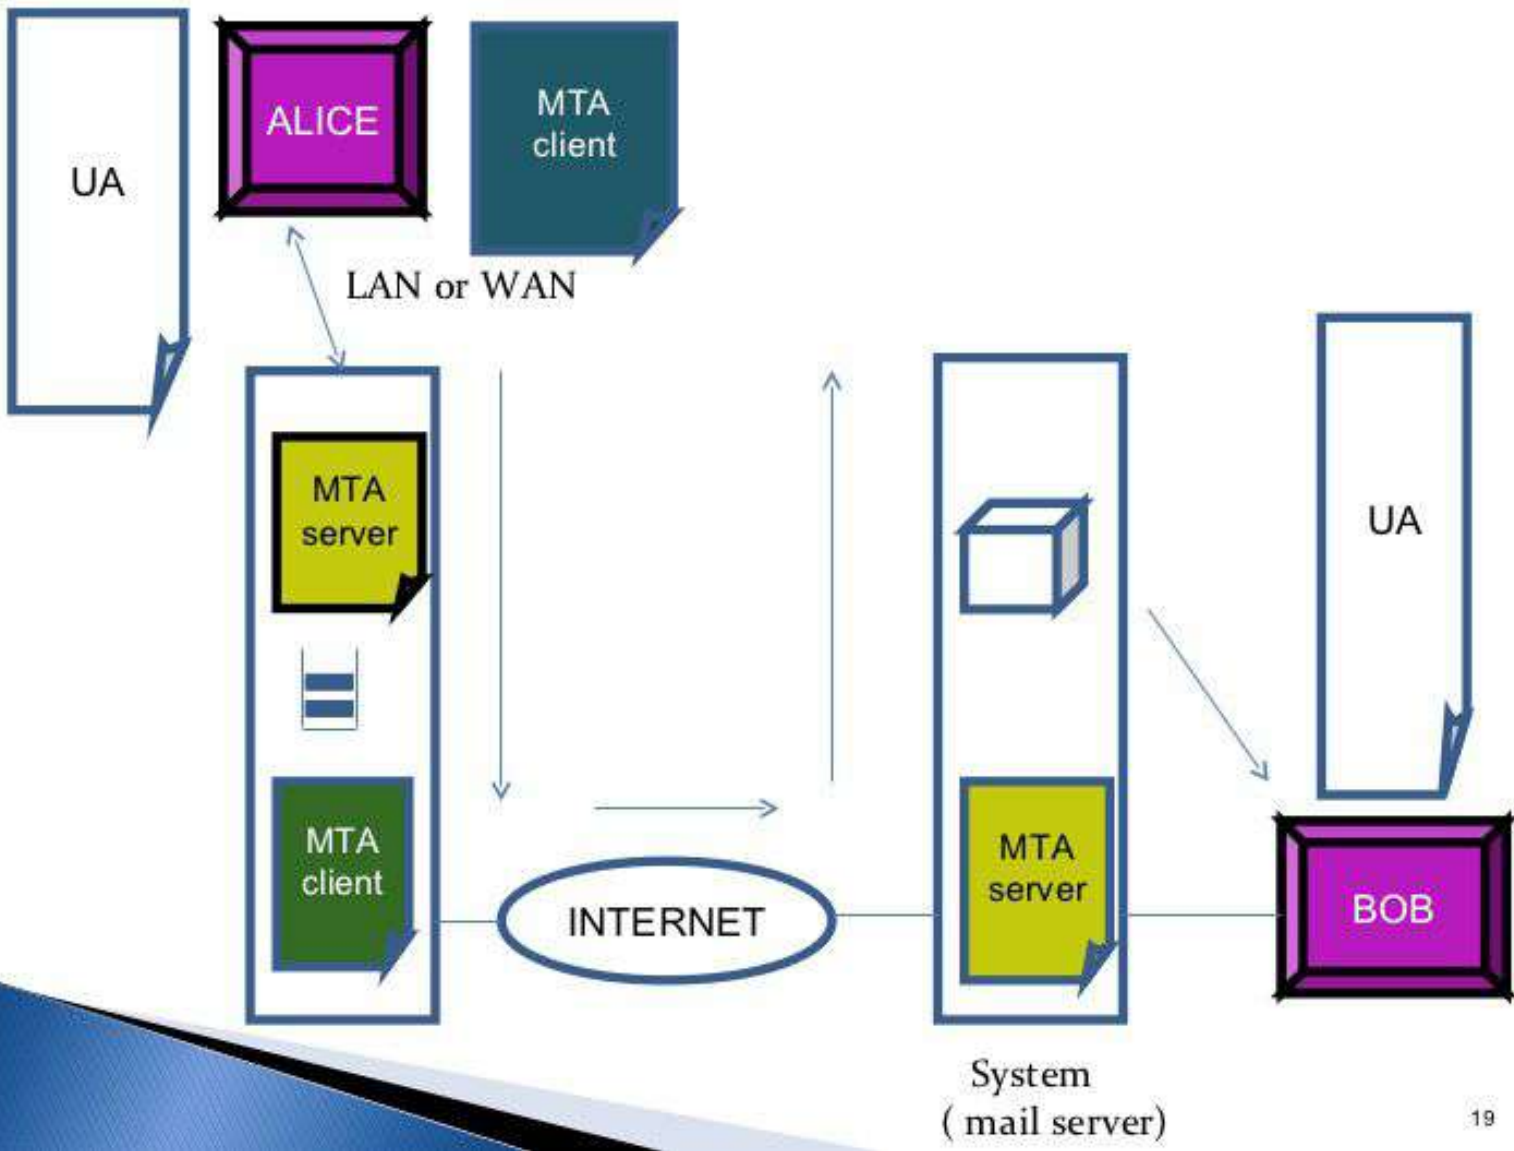 UA
ALICE
MTA
client
LAN or WAN
MTA
server
MTA
client
INTERNET
MTA
server
UA
BOB
System
( mail server)
19